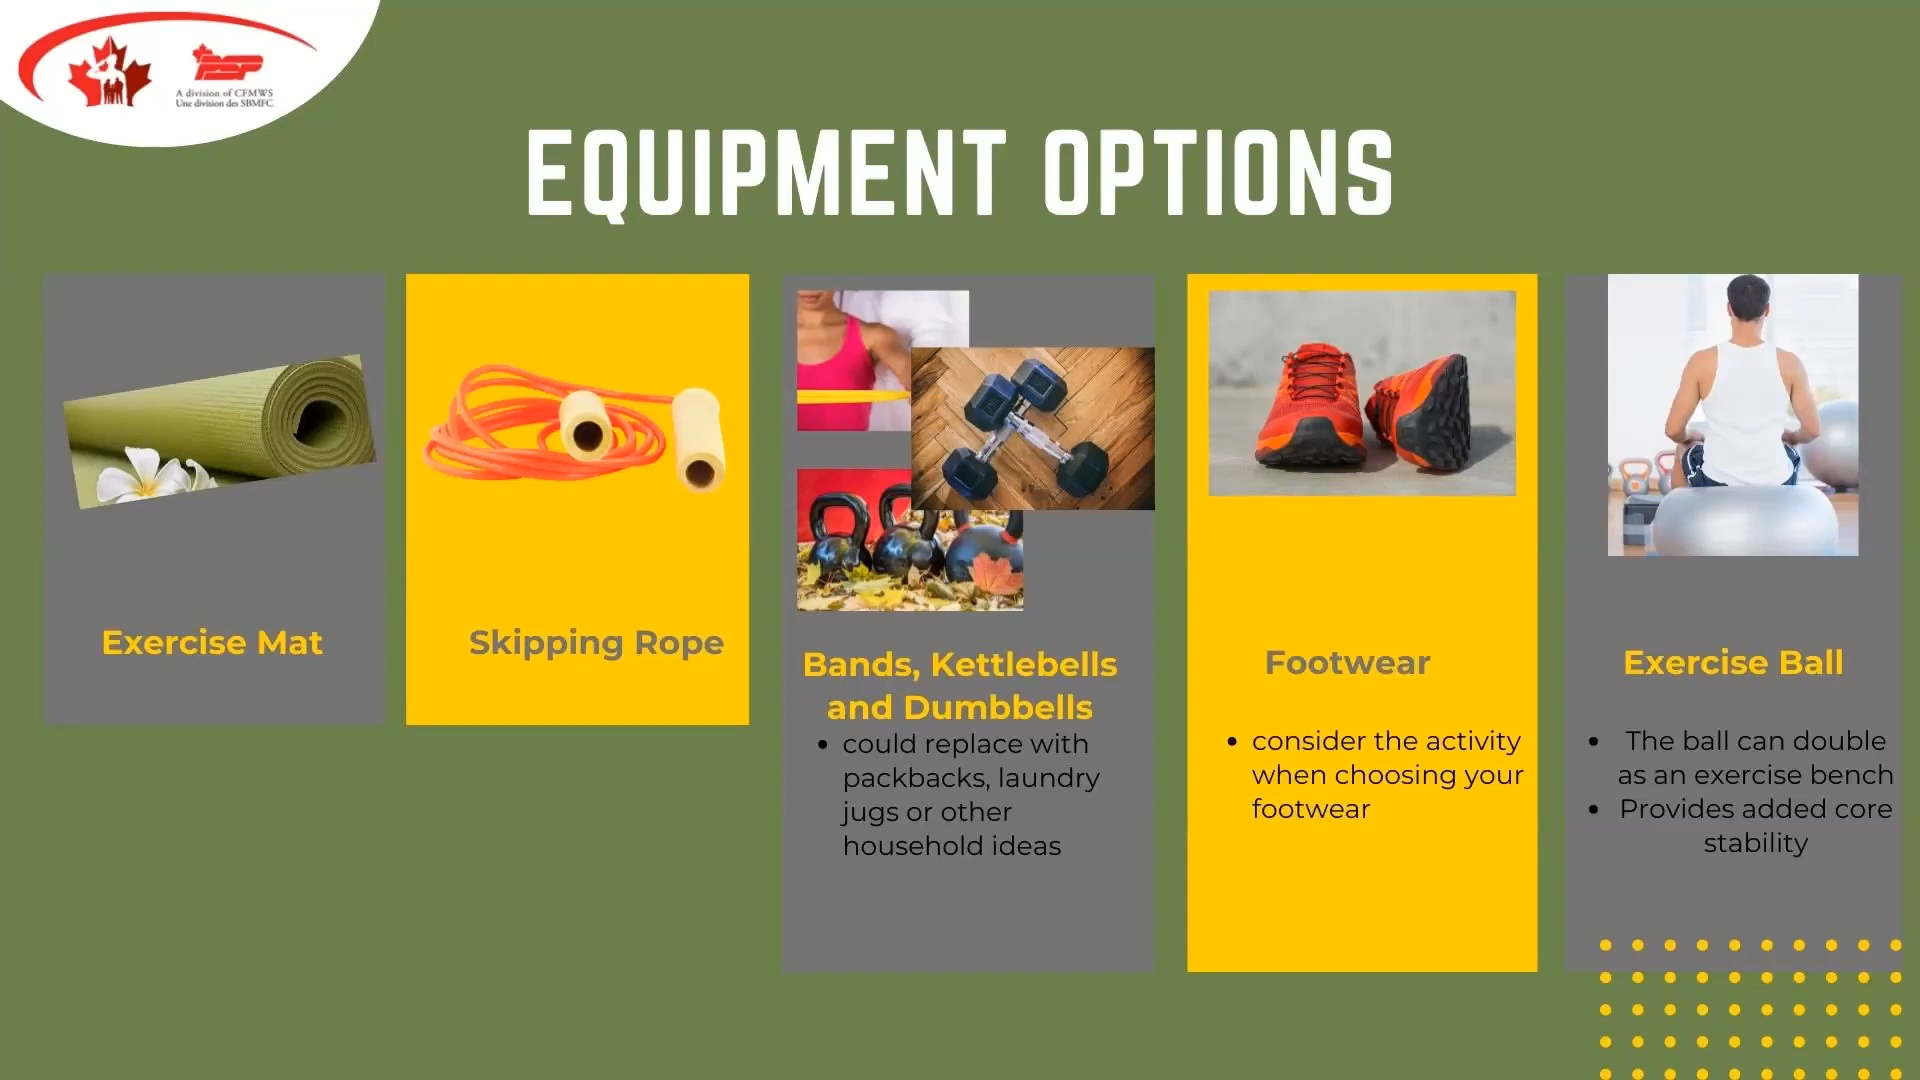 PSP
A division of CFMWS
Une division des SBMFC
EQUIPMENT OPTIONS
Exercise Mat
Skipping Rope
Bands, Kettlebells
and Dumbbells
• could replace with
packbacks, laundry
jugs or other
household ideas
Footwear
• consider the activity
when choosing your
footwear
Exercise Ball
• The ball can double
as an exercise bench
• Provides added core
stability